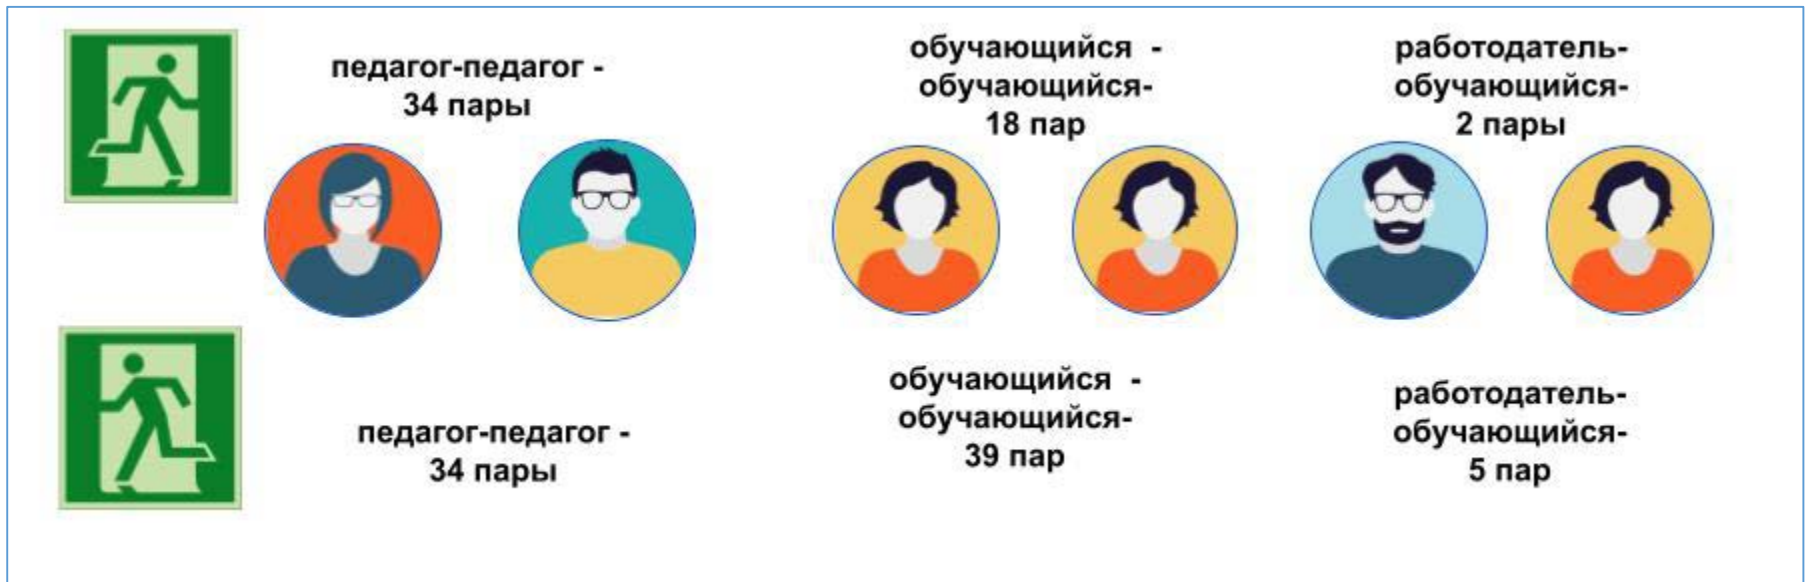 педагог-педагог -
34 пары
обучающийся -
обучающийся-
18 пар
работодатель-
обучающийся-
2 пары
педагог-педагог -
34 пары
обучающийся -
обучающийся-
39 пар
работодатель-
обучающийся-
5 пар